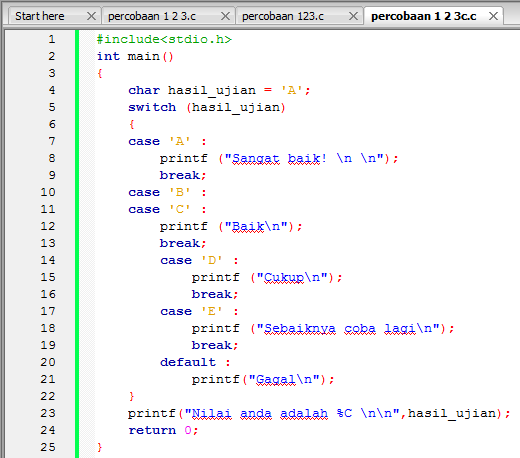 Start here percobaan 1 2 3.c percobaan 123.c percobaan 1 2 3c.c
1 #include<stdio.h>
2 int main()
3 {
4 char hasil_ujian = 'A';
5 switch (hasil_ujian)
6 {
7 case 'A' :
8 printf ("Sangat baik! \n \n");
9 break;
10 case 'B' :
11 case 'C' :
12 printf ("Baik\n");
13 break;
14 case 'D' :
15 printf ("Cukup\n");
16 break;
17 case 'E' :
18 printf ("Sebaiknya coba lagi\n");
19 break;
20 default :
21 printf("Gagal\n");
22 }
23 printf("Nilai anda adalah %C \n\n",hasil_ujian);
24 return 0;
25 }